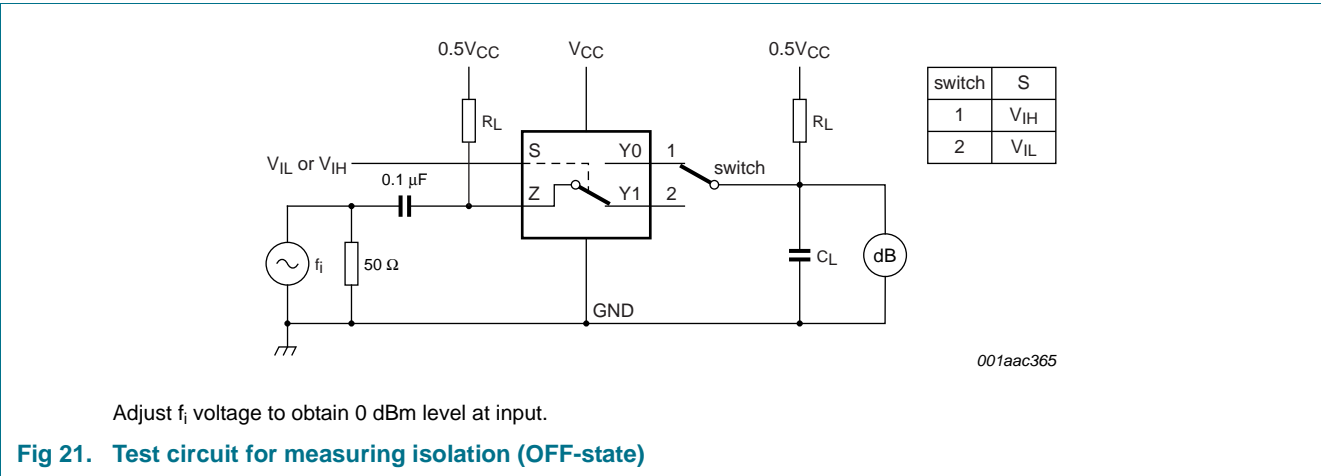 0.5VCC
VCC
0.5VCC
switch S
1 VIH
2 VIL
RL
RL
S
Y0
1
switch
VIL or VIH
0.1 μF
Z
Y1
2
fi
50 Ω
CL
dB
GND
001aac365
Adjust fi voltage to obtain 0 dBm level at input.
Fig 21. Test circuit for measuring isolation (OFF-state)